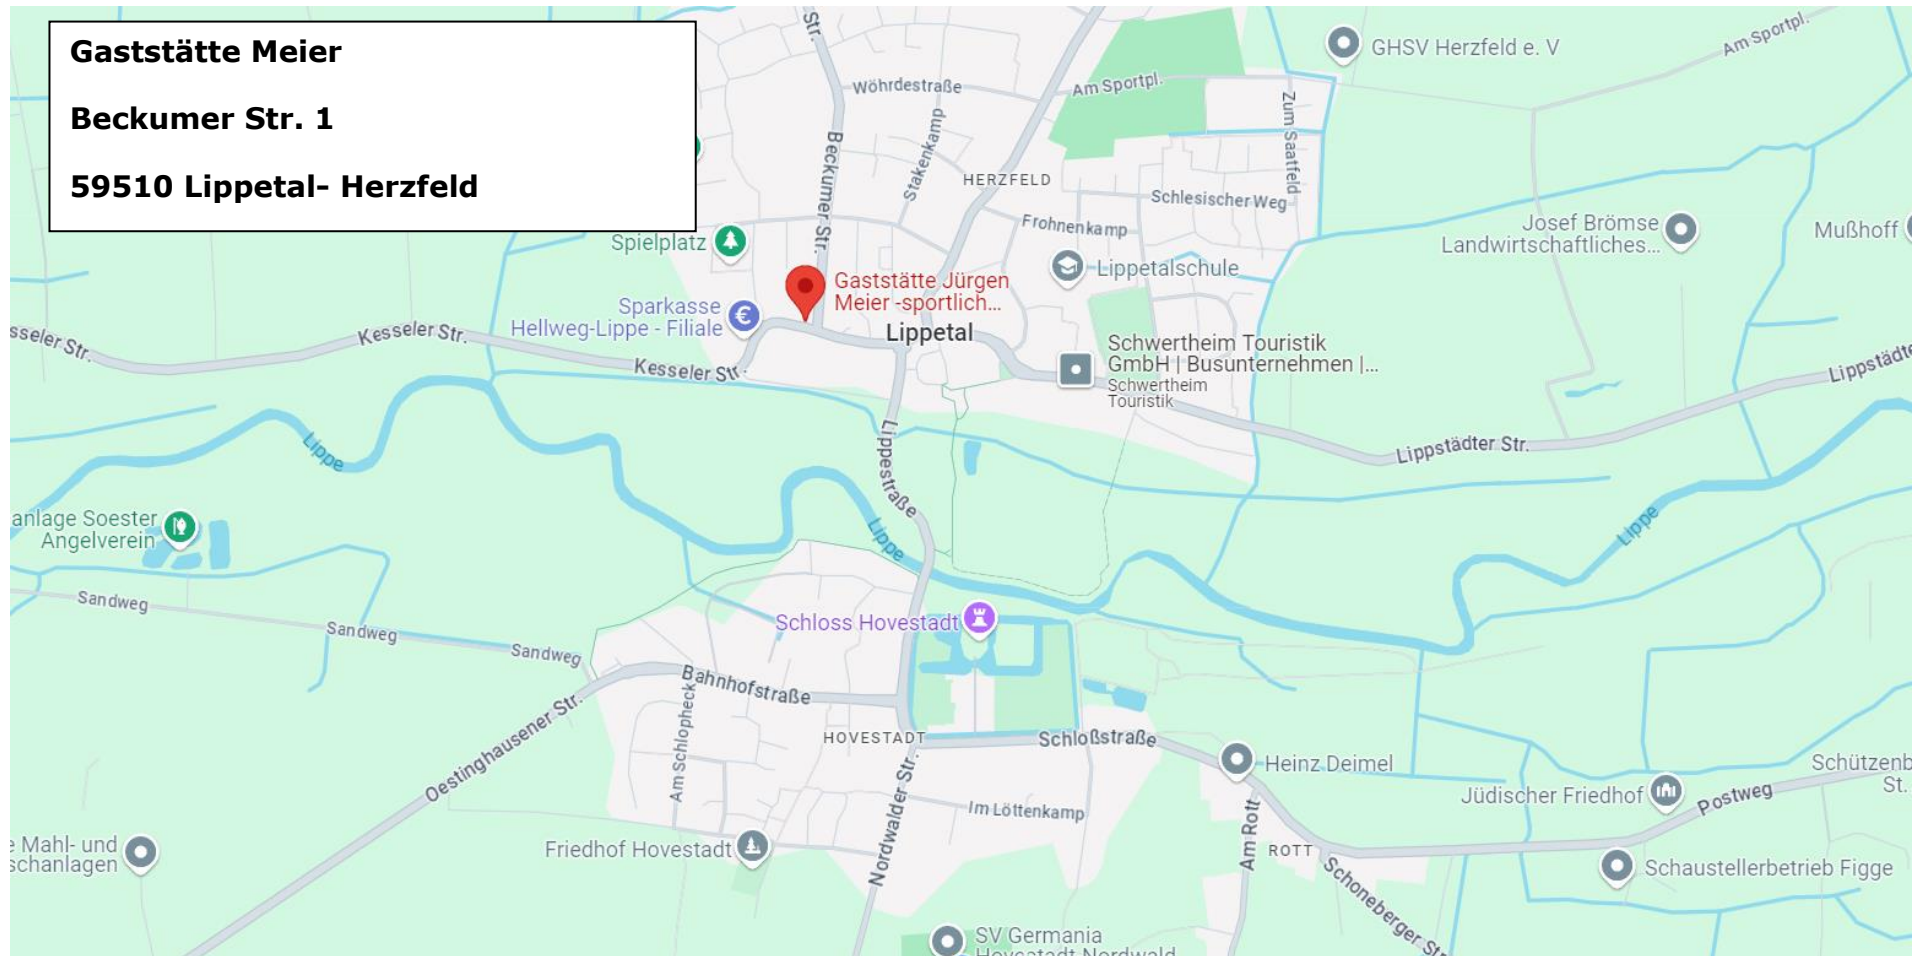 Gaststätte Meier
Beckumer Str. 1
59510 Lippetal- Herzfeld
Str.
GHSV Herzfeld e. V
Am Sportpl.
Wöhrdestraße
Am Sportpl.
Zum Saatfeld
Beckumer Str.
Stakenkamp
HERZFELD
Schlesischer Weg
Frohnenkamp
Josef Brömse
Landwirtschaftliches...
Mußhoff
Spielplatz
Lippetalschule
Gaststätte Jürgen
Meier -sportlich...
Sparkasse
Hellweg-Lippe - Filiale
Lippetal
sseler Str.
Kesseler Str.
Kesseler Str.
Schwertheim Touristik
GmbH | Busunternehmen |...
Schwertheim
Touristik
Lippstädte
Lippstädter Str.
Lippe
Lippestraße
Lippe
Lippe
anlage Soester
Angelverein
Sandweg
Sandweg
Sandweg
Schloss Hovestadt
Bahnhofstraße
Am Schlopheck
Oestinghausener Str.
HOVESTADT
Schloßstraße
Heinz Deimel
Nordwalder Str.
Im Löttenkamp
Jüdischer Friedhof
Postweg
Schützenb
St.
e Mahl- und
schanlagen
Friedhof Hovestadt
Am Rott
ROTT
Schoneberger Str
Schaustellerbetrieb Figge
SV Germania
Hovsatadt Nordwald